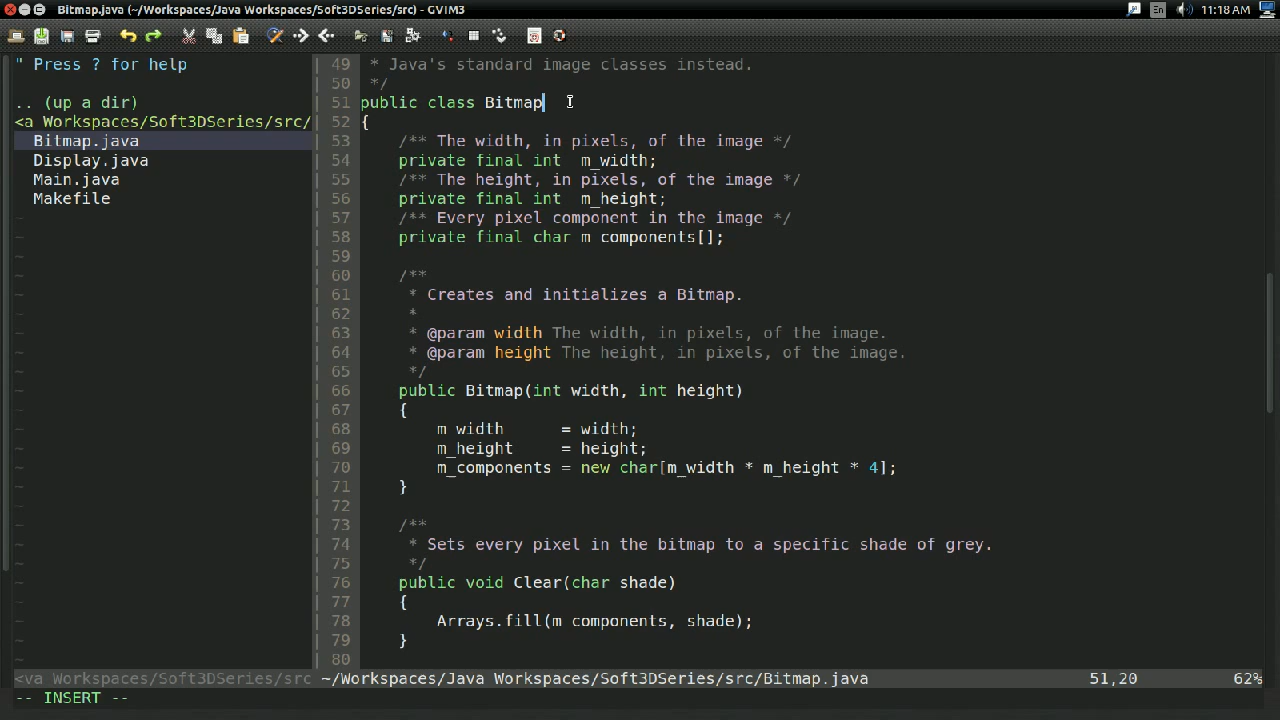 Bitmap.java (~/Workspaces/Java Workspaces/Soft3DSeries/src) - GVIM3
En
11:18 AM
" Press ? for help
.. (up a dir)
<a Workspaces/Soft3DSeries/src/
Bitmap.java
Display.java
Main.java
Makefile
49 * Java's standard image classes instead.
50 */
51 public class Bitmap
52 {
53 /** The width, in pixels, of the image */
54 private final int m_width;
55 /** The height, in pixels, of the image */
56 private final int m_height;
57 /** Every pixel component in the image */
58 private final char m_components[];
59
60 /**
61 * Creates and initializes a Bitmap.
62 *
63 * @param width The width, in pixels, of the image.
64 * @param height The height, in pixels, of the image.
65 */
66 public Bitmap(int width, int height)
67 {
68 m_width = width;
69 m_height = height;
70 m_components = new char[m_width * m_height * 4];
71 }
72
73 /**
74 * Sets every pixel in the bitmap to a specific shade of grey.
75 */
76 public void Clear(char shade)
77 {
78 Arrays.fill(m_components, shade);
79 }
80
<va Workspaces/Soft3DSeries/src ~/Workspaces/Java Workspaces/Soft3DSeries/src/Bitmap.java 51,20 62%
-- INSERT --